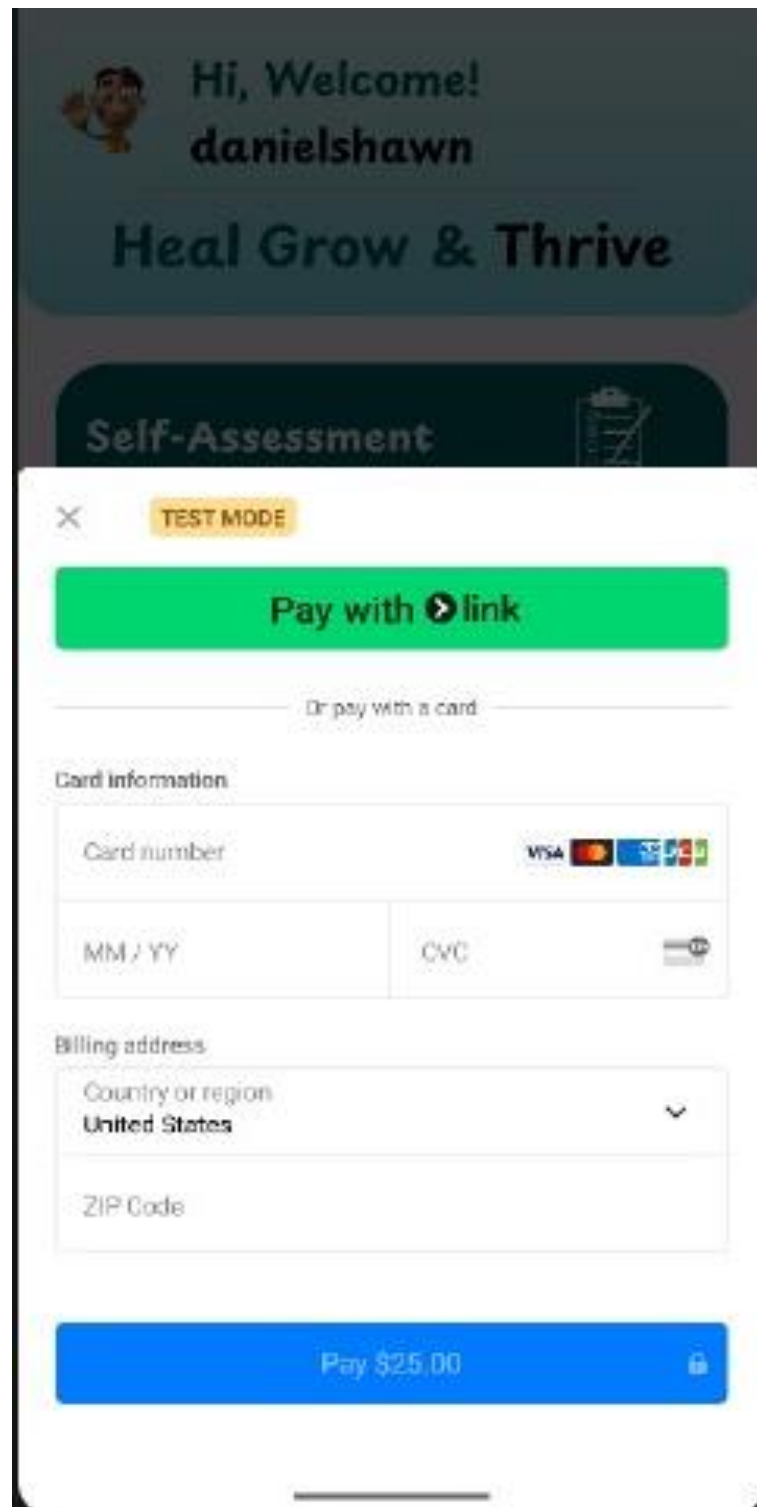 Hi, Welcome!
danielshawn
Heal Grow & Thrive
Self-Assessment
TEST MODE
Pay with link
Or pay with a card
Card information
Card number VISA
MM / YY CVC
Billing address
Country or region
United States
ZIP Code
Pay $25.00